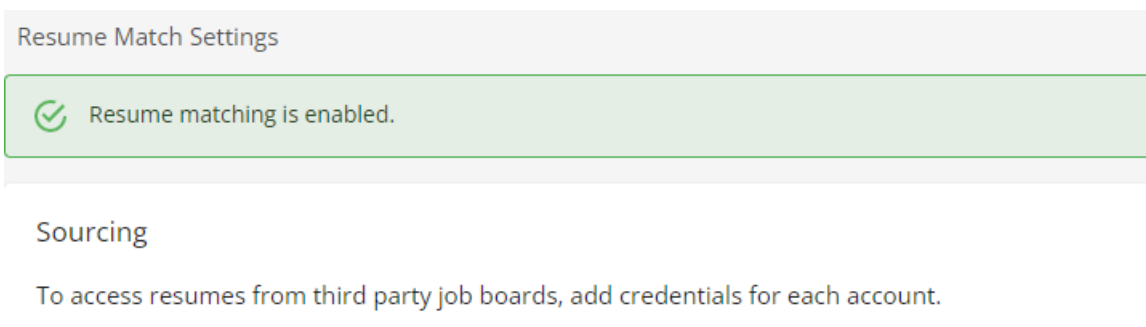 Resume Match Settings
Resume matching is enabled.
Sourcing
To access resumes from third party job boards, add credentials for each account.